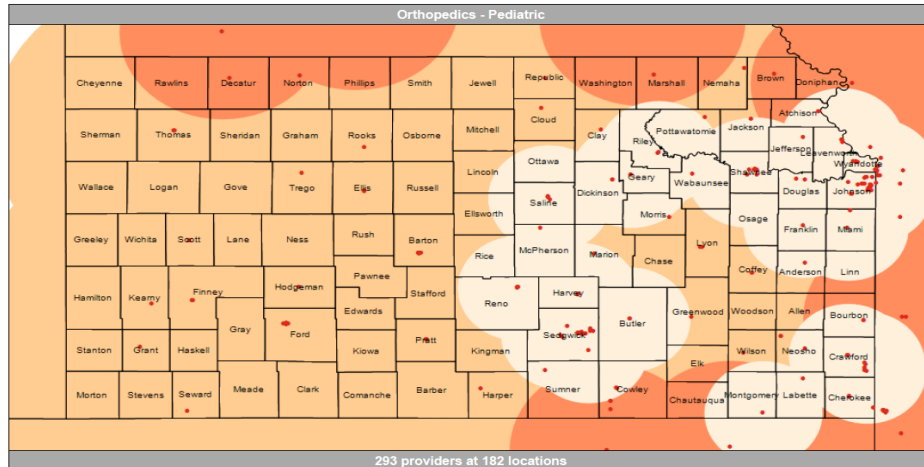 Orthopedics - Pediatric
Cheyenne Rawlins Decatur Norton Phillips Smith Jewell Republic Washington Marshall Nemaha Brown Doniphan
Atchison
Sherman Thomas Sheridan Graham Rooks Osborne Mitchell Cloud Clay Riley Pottawatomie Jackson Jefferson Leavenworth Wyandotte
Ottawa
Wallace Logan Gove Trego Ellis Russell Lincoln Saline Dickinson Geary Wabaunsee Shawnee Douglas Johnson
Ellsworth Morris Osage
Greeley Wichita Scott Lane Ness Rush Barton Rice McPherson Marion Chase Lyon Franklin Miami
Coffey Anderson Linn
Hamilton Kearny Finney Hodgeman Pawnee Stafford Reno Harvey
Gray Ford Edwards Sedgwick Butler Greenwood Woodson Allen Bourbon
Stanton Grant Haskell Kiowa Pratt Kingman Elk Wilson Neosho Crawford
Morton Stevens Seward Meade Clark Comanche Barber Harper Sumner Cowley Chautauqua Montgomery Labette Cherokee
293 providers at 182 locations